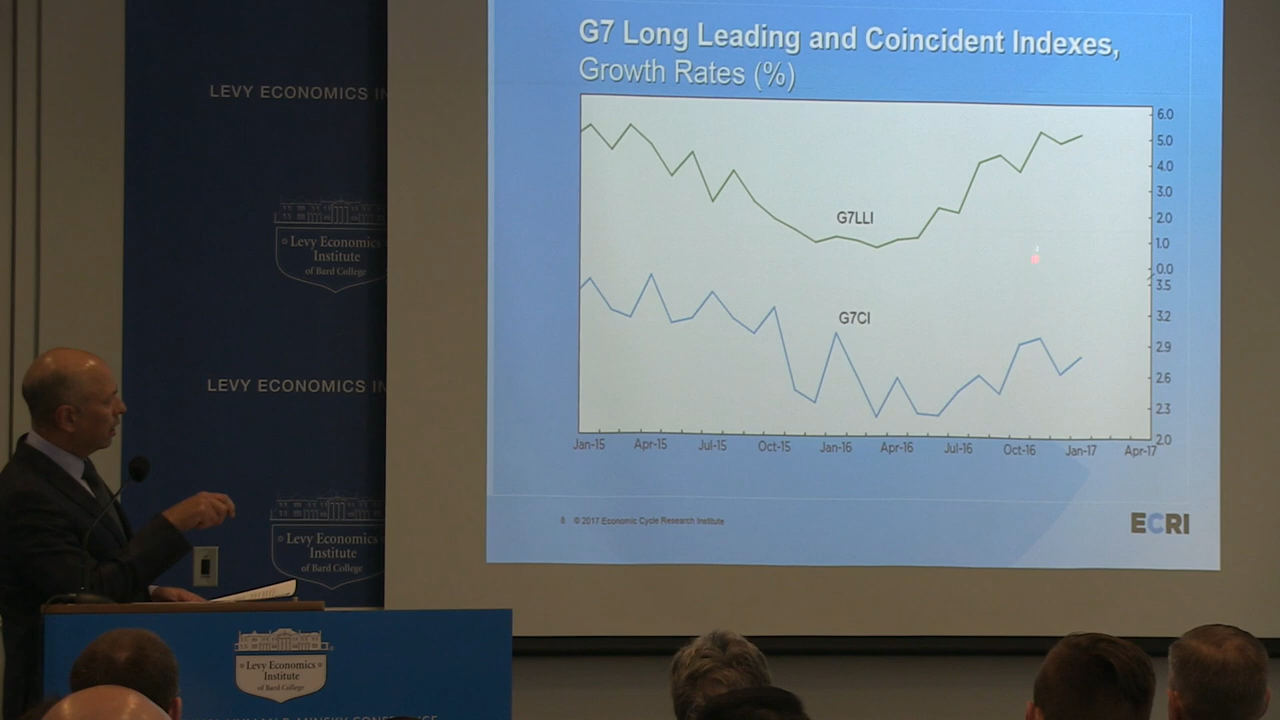 G7 Long Leading and Coincident Indexes,
Growth Rates (%)
6.0
5.0
4.0
3.0
2.0
1.0
0.0
G7LLI
3.5
3.2
2.9
2.6
2.3
2.0
G7CI
Jan-15 Apr-15 Jul-15 Oct-15 Jan-16 Apr-16 Jul-16 Oct-16 Jan-17 Apr-17
© 2017 Economic Cycle Research Institute
ECRI
LEVY ECONOMICS
Levy Economics
Institute
of Bard College
LEVY ECONOMICS
Levy Economics
Institute
of Bard College
Levy Economics
Institute
of Bard College